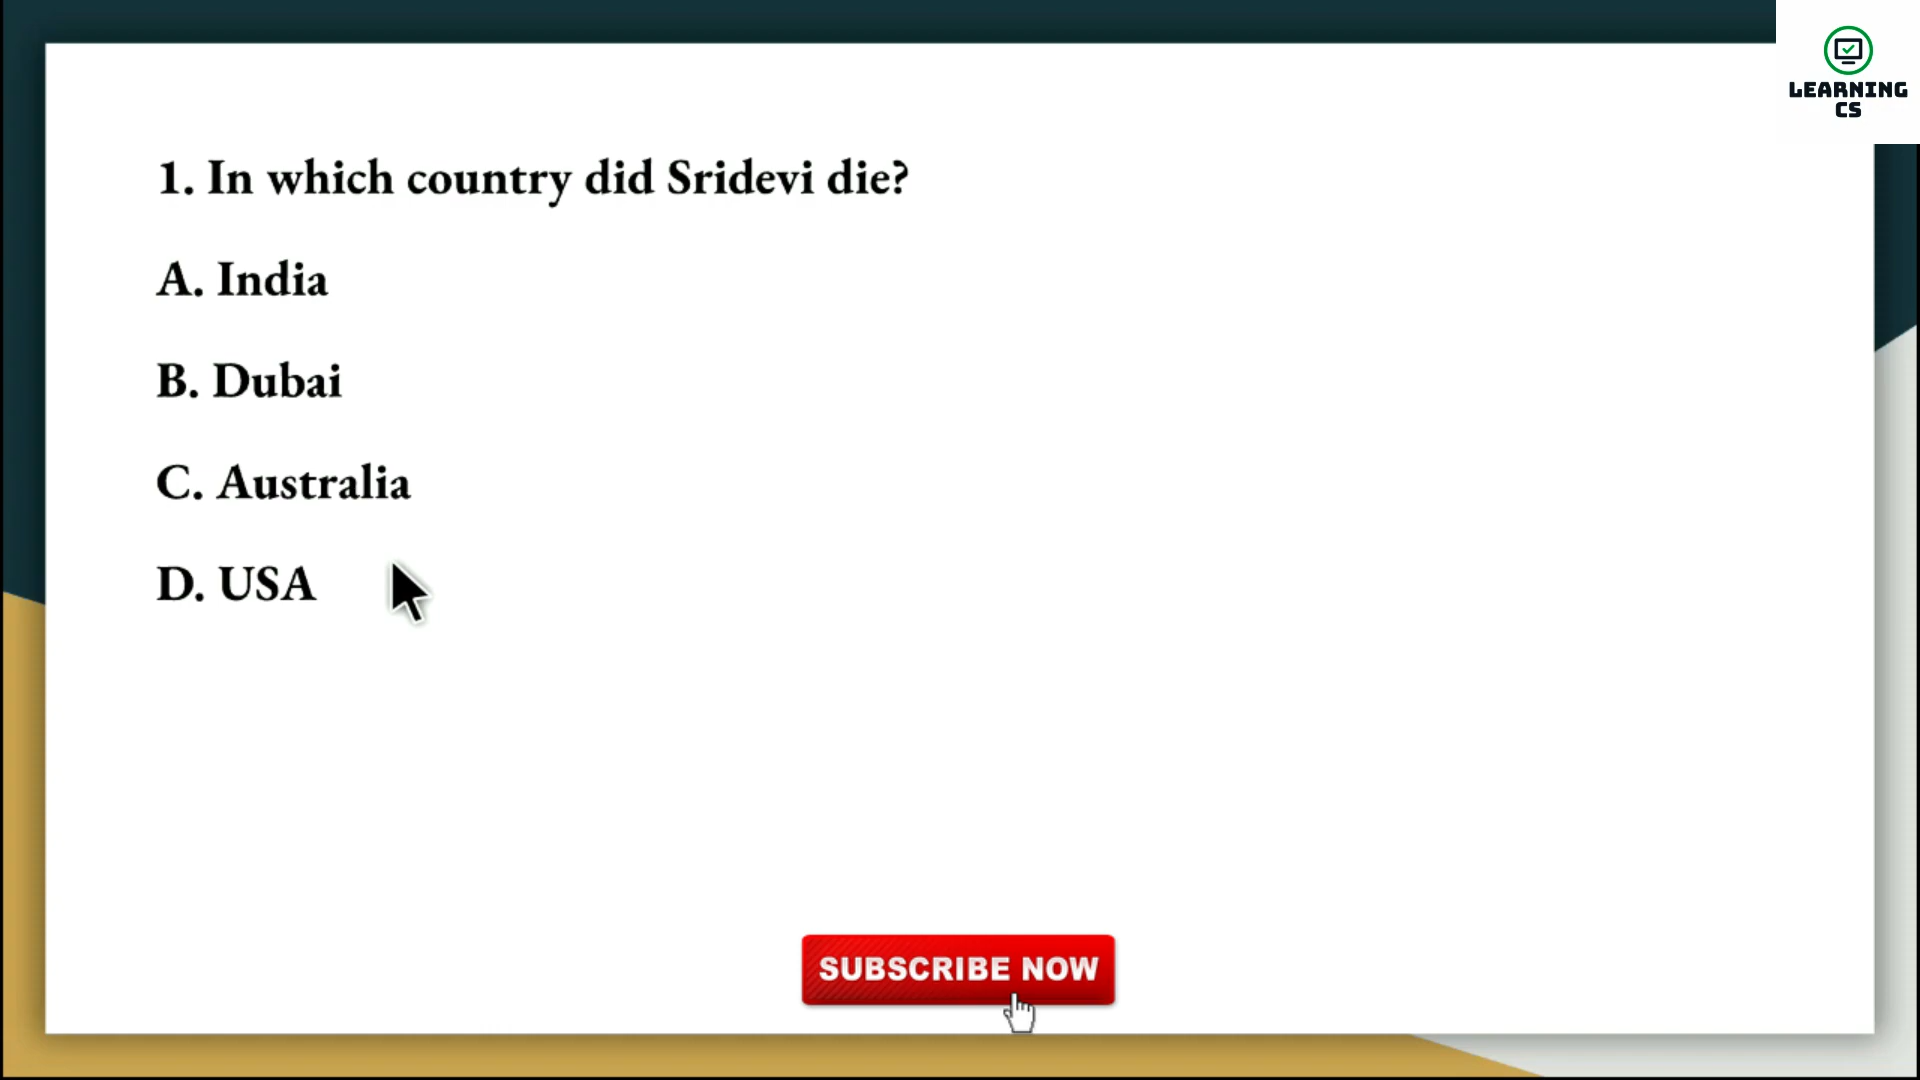 LEARNING
CS
1. In which country did Sridevi die?
A. India
B. Dubai
C. Australia
D. USA
SUBSCRIBE NOW